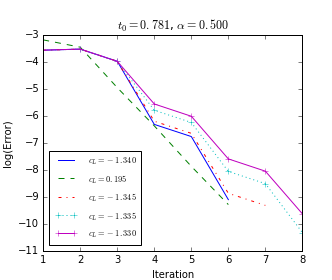 t₀ = 0.781, α = 0.500
log(Error)
−3
−4
−5
−6
−7
−8
−9
−10
−11
c_L = −1.340
c_L = 0.195
c_L = −1.345
c_L = −1.335
c_L = −1.330
1 2 3 4 5 6 7 8
Iteration